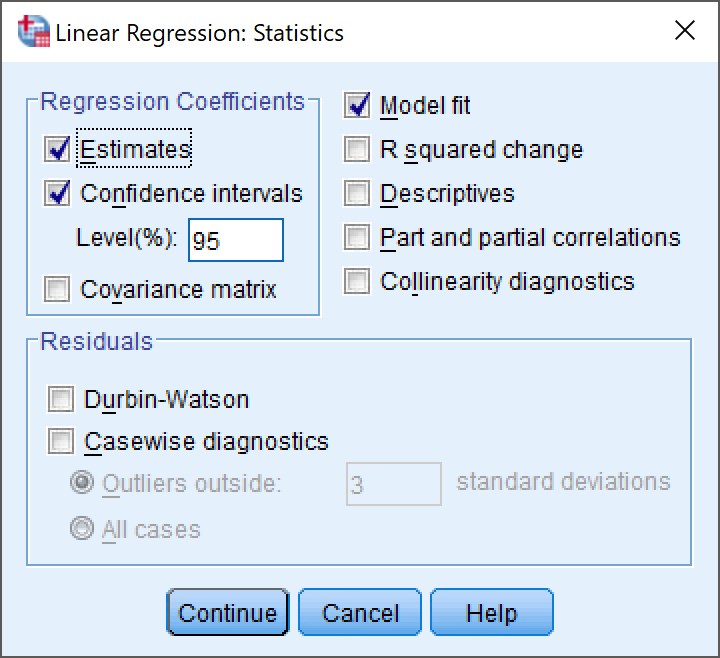 Linear Regression: Statistics
Regression Coefficients
Estimates
Confidence intervals
Level(%): 95
Covariance matrix
Model fit
R squared change
Descriptives
Part and partial correlations
Collinearity diagnostics
Residuals
Durbin-Watson
Casewise diagnostics
Outliers outside: 3 standard deviations
All cases
Continue Cancel Help